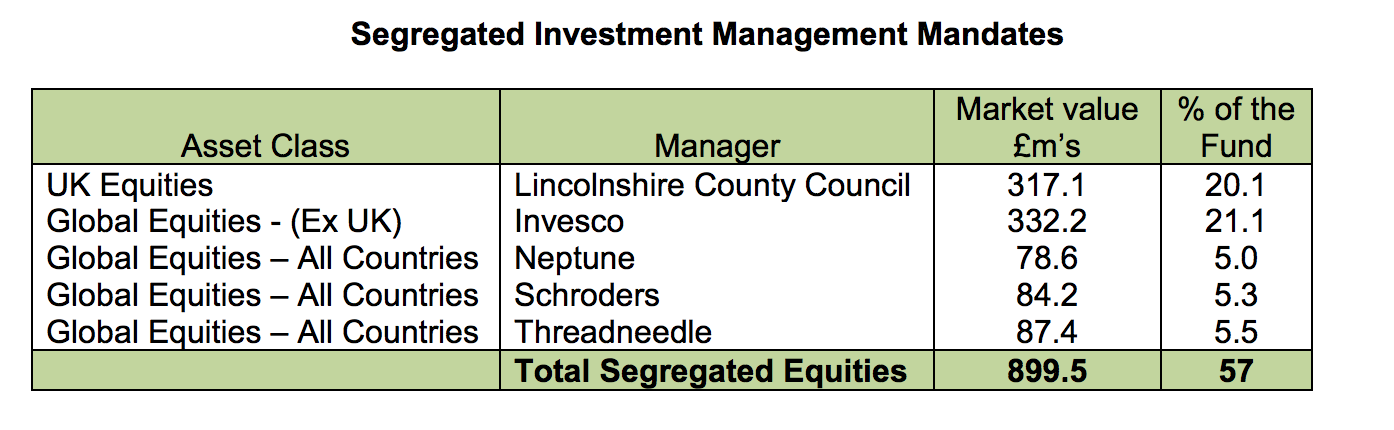 Segregated Investment Management Mandates
Asset Class Manager Market value £m’s % of the Fund
UK Equities Lincolnshire County Council 317.1 20.1
Global Equities - (Ex UK) Invesco 332.2 21.1
Global Equities – All Countries Neptune 78.6 5.0
Global Equities – All Countries Schroders 84.2 5.3
Global Equities – All Countries Threadneedle 87.4 5.5
Total Segregated Equities 899.5 57